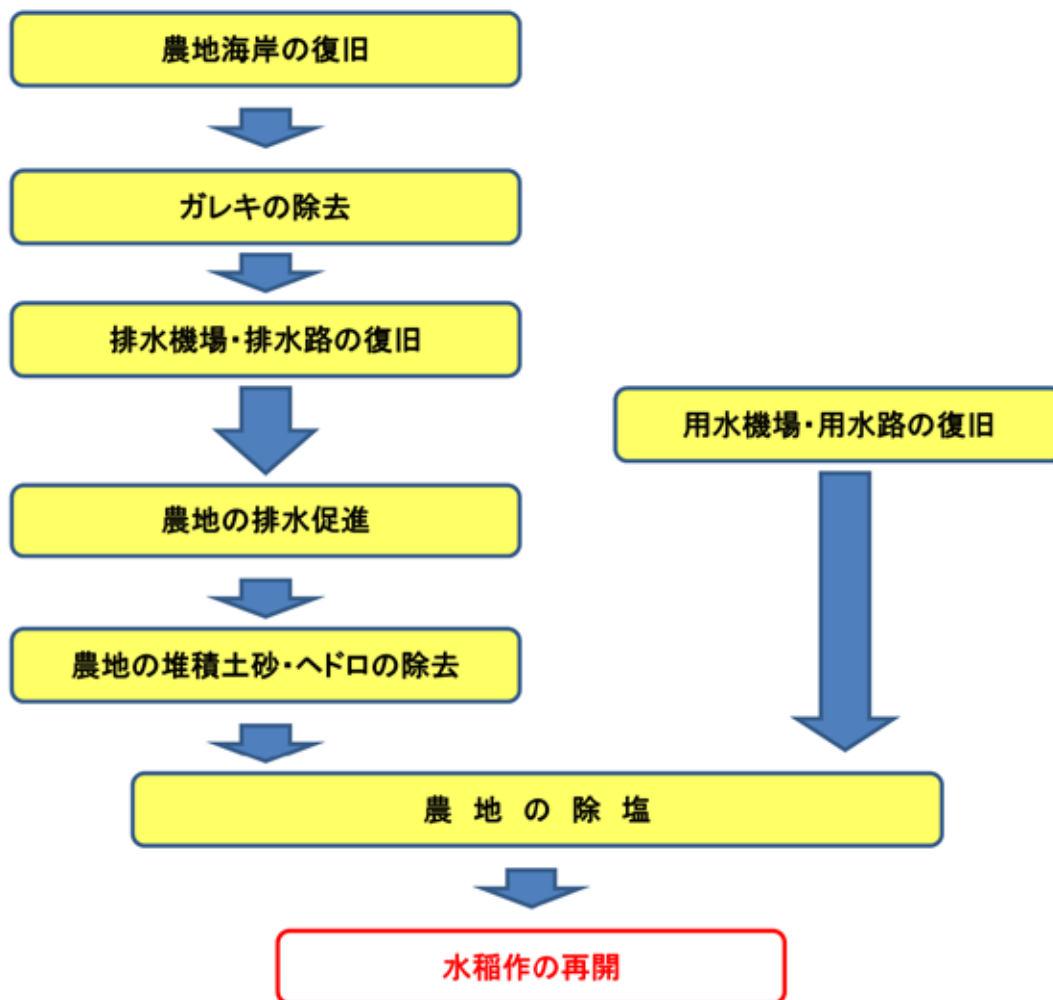 農地海岸の復旧
ガレキの除去
排水機場・排水路の復旧
用水機場・用水路の復旧
農地の排水促進
農地の堆積土砂・ヘドロの除去
農 地 の 除 塩
水稲作の再開